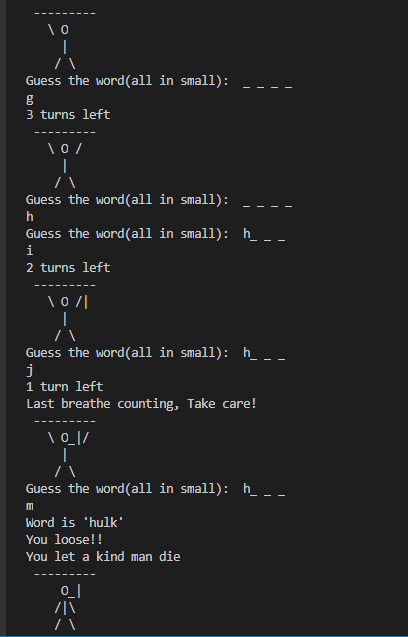 ---------
\ O
|
/ \
Guess the word(all in small):  _ _ _ _
g
3 turns left
---------
\ O /
|
/ \
Guess the word(all in small):  _ _ _ _
h
Guess the word(all in small):  h_ _ _
i
2 turns left
---------
\ O /|
|
/ \
Guess the word(all in small):  h_ _ _
j
1 turn left
Last breathe counting, Take care!
---------
\ O_|/
|
/ \
Guess the word(all in small):  h_ _ _
m
Word is 'hulk'
You loose!!
You let a kind man die
---------
O_|
/|\
/ \